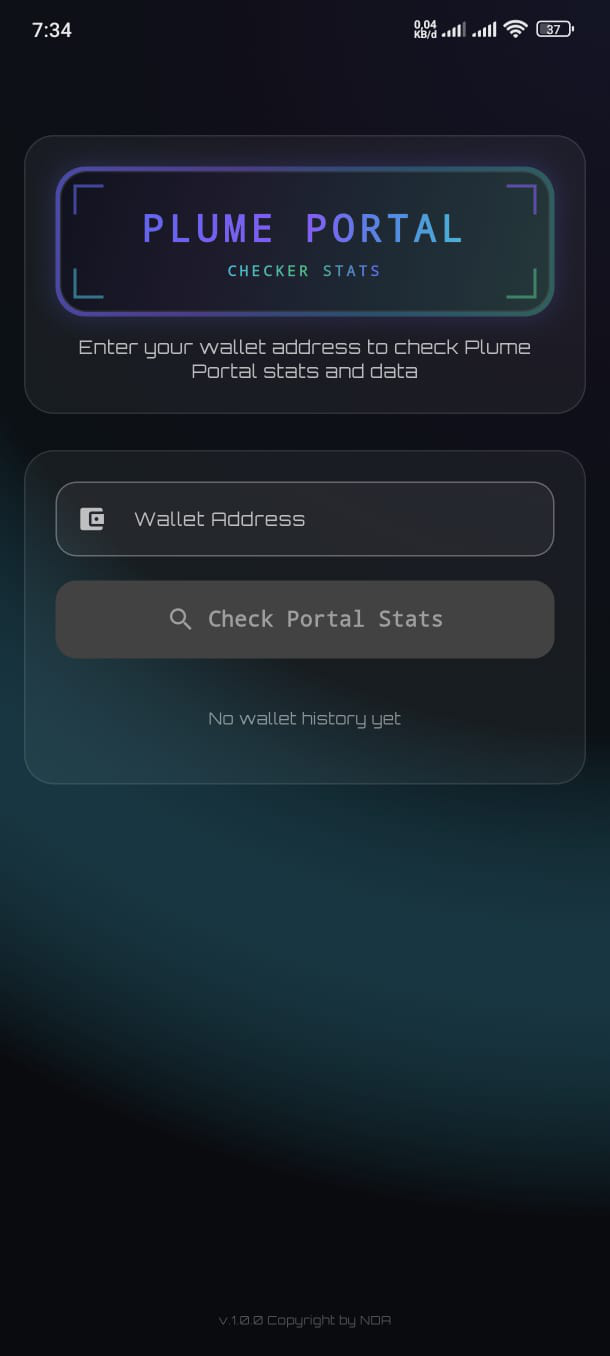 7:34
0,04
KB/d
37
PLUME PORTAL
CHECKER STATS
Enter your wallet address to check Plume
Portal stats and data
Wallet Address
Check Portal Stats
No wallet history yet
v.1.0.0 Copyright by NDA